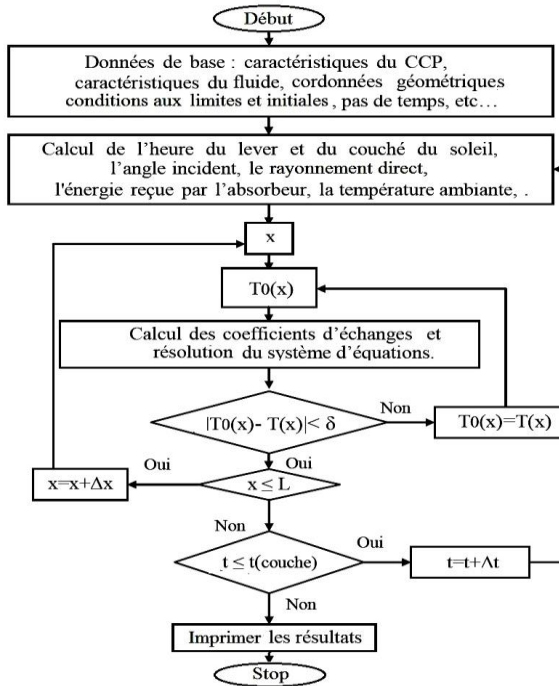 Début
Données de base : caractéristiques du CCP,
caractéristiques du fluide, cordonnées géométriques
conditions aux limites et initiales, pas de temps, etc…
Calcul de l'heure du lever et du couché du soleil,
l'angle incident, le rayonnement direct,
l'énergie reçue par l'absorbeur, la température ambiante, .
x
T0(x)
Calcul des coefficients d'échanges et
résolution du système d'équations.
|T0(x)- T(x)|< δ
Non
T0(x)=T(x)
Oui
x ≤ L
Oui
x=x+Δx
Non
t ≤ t(couche)
Oui
t=t+Δt
Non
Imprimer les résultats
Stop